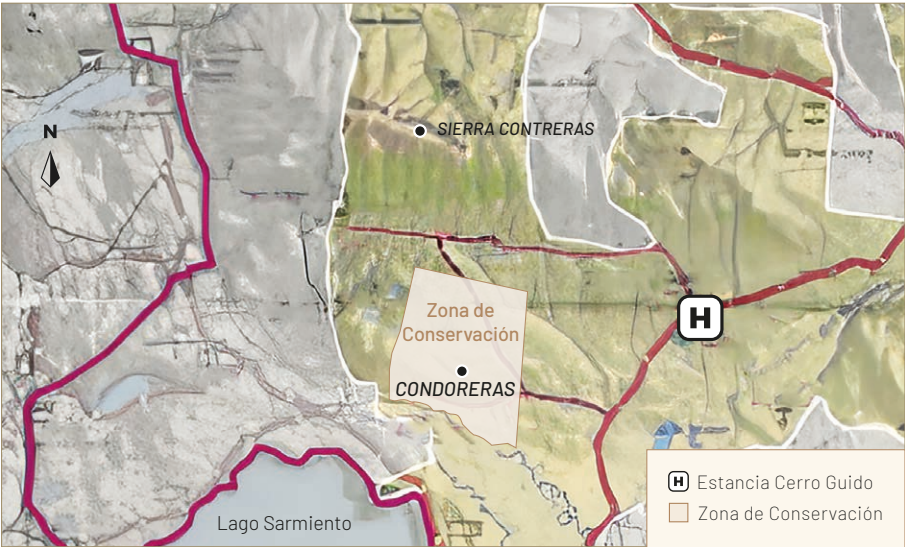 N
SIERRA CONTRERAS
Zona de
Conservación
CONDORERAS
H
Lago Sarmiento
H Estancia Cerro Guido
Zona de Conservación